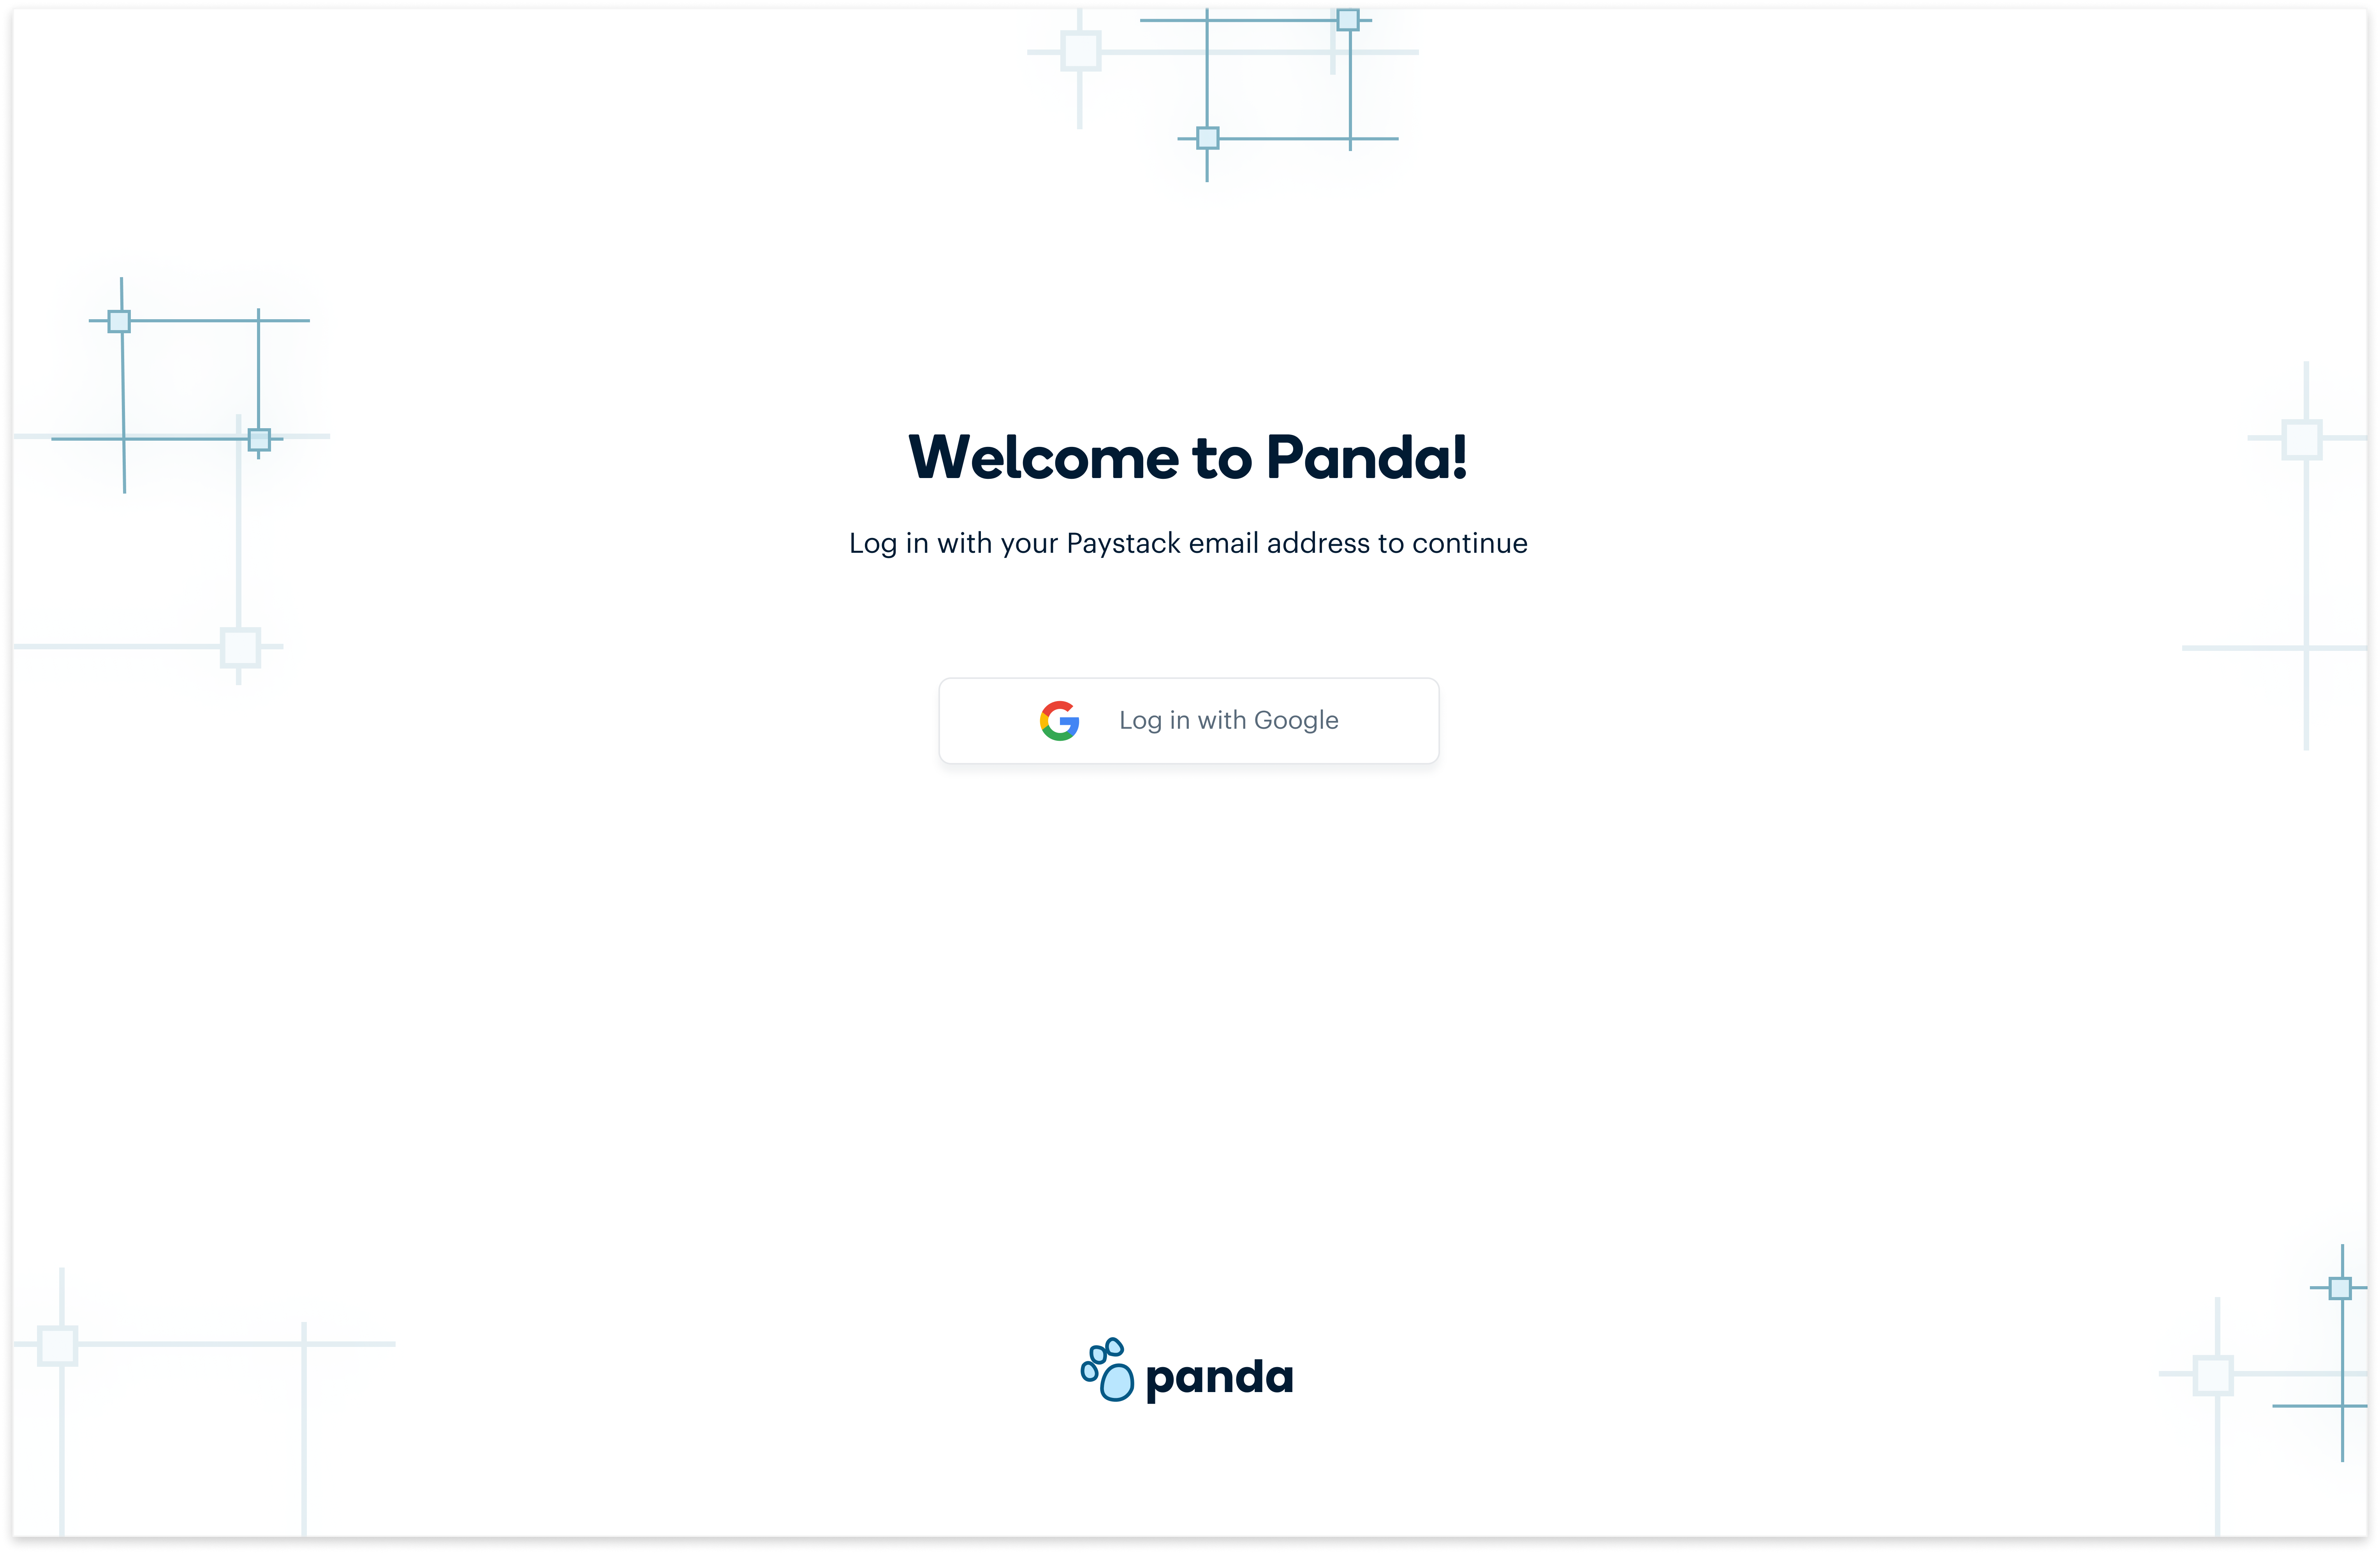 Welcome to Panda!
Log in with your Paystack email address to continue
Log in with Google
panda